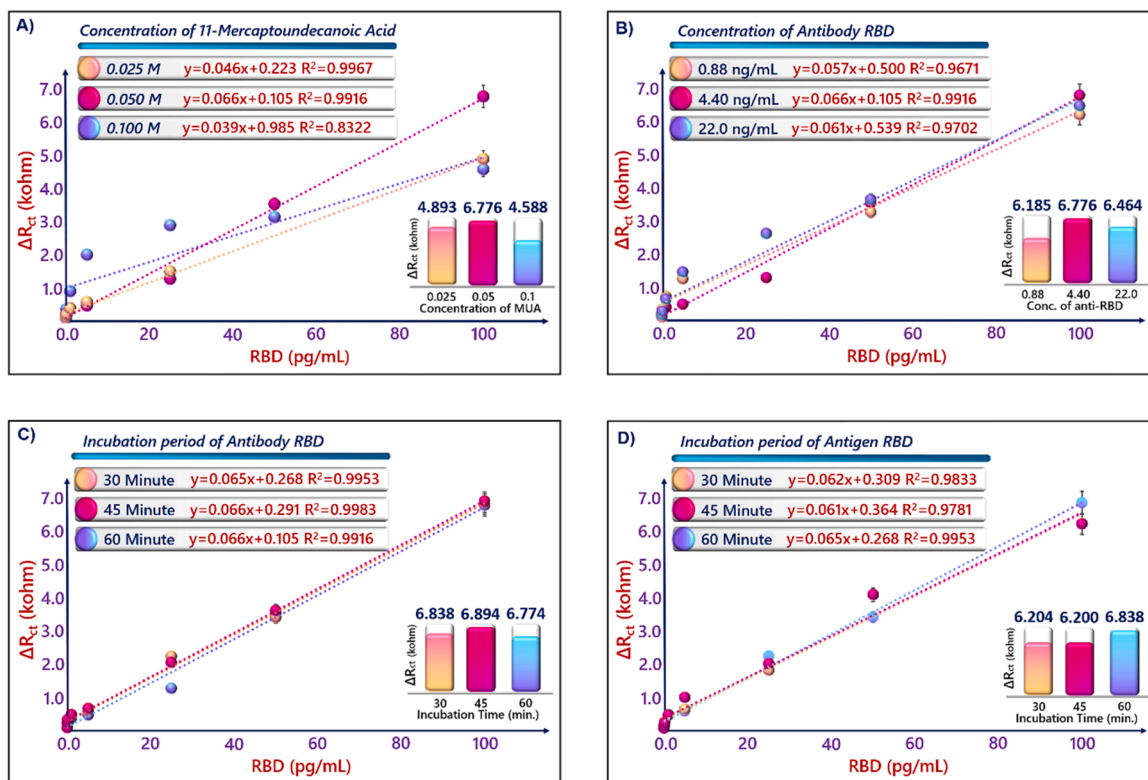 A)
Concentration of 11-Mercaptoundecanoic Acid
0.025 M y=0.046x+0.223 R²=0.9967
0.050 M y=0.066x+0.105 R²=0.9916
0.100 M y=0.039x+0.985 R²=0.8322
7.0
6.0
5.0
4.0
3.0
2.0
1.0
0.0 20 40 60 80 100
ΔRct (kohm)
RBD (pg/mL)
4.893 6.776 4.588
ΔRct (kohm)
0.025 0.05 0.1
Concentration of MUA
B)
Concentration of Antibody RBD
0.88 ng/mL y=0.057x+0.500 R²=0.9671
4.40 ng/mL y=0.066x+0.105 R²=0.9916
22.0 ng/mL y=0.061x+0.539 R²=0.9702
7.0
6.0
5.0
4.0
3.0
2.0
1.0
0.0 20 40 60 80 100
ΔRct (kohm)
RBD (pg/mL)
6.185 6.776 6.464
ΔRct (kohm)
0.88 4.40 22.0
Conc. of anti-RBD
C)
Incubation period of Antibody RBD
30 Minute y=0.065x+0.268 R²=0.9953
45 Minute y=0.066x+0.291 R²=0.9983
60 Minute y=0.066x+0.105 R²=0.9916
7.0
6.0
5.0
4.0
3.0
2.0
1.0
0.0 20 40 60 80 100
ΔRct (kohm)
RBD (pg/mL)
6.838 6.894 6.774
ΔRct (kohm)
30 45 60
Incubation Time (min.)
D)
Incubation period of Antigen RBD
30 Minute y=0.062x+0.309 R²=0.9833
45 Minute y=0.061x+0.364 R²=0.9781
60 Minute y=0.065x+0.268 R²=0.9953
7.0
6.0
5.0
4.0
3.0
2.0
1.0
0.0 20 40 60 80 100
ΔRct (kohm)
RBD (pg/mL)
6.204 6.200 6.838
ΔRct (kohm)
30 45 60
Incubation Time (min.)